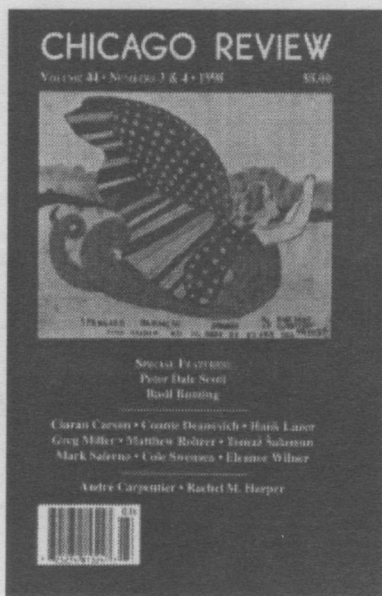 CHICAGO REVIEW
VOLUME 44 • NUMBERS 3 & 4 • 1998 $8.00
SPECIAL FEATURES:
Peter Dale Scott
Basil Bunting
Ciaran Carson • Connie Deanovich • Hank Lazer
Greg Miller • Matthew Rohrer • Tomaž Šalamun
Mark Salerno • Cole Swensen • Eleanor Wilner
André Carpentier • Rachel M. Harper